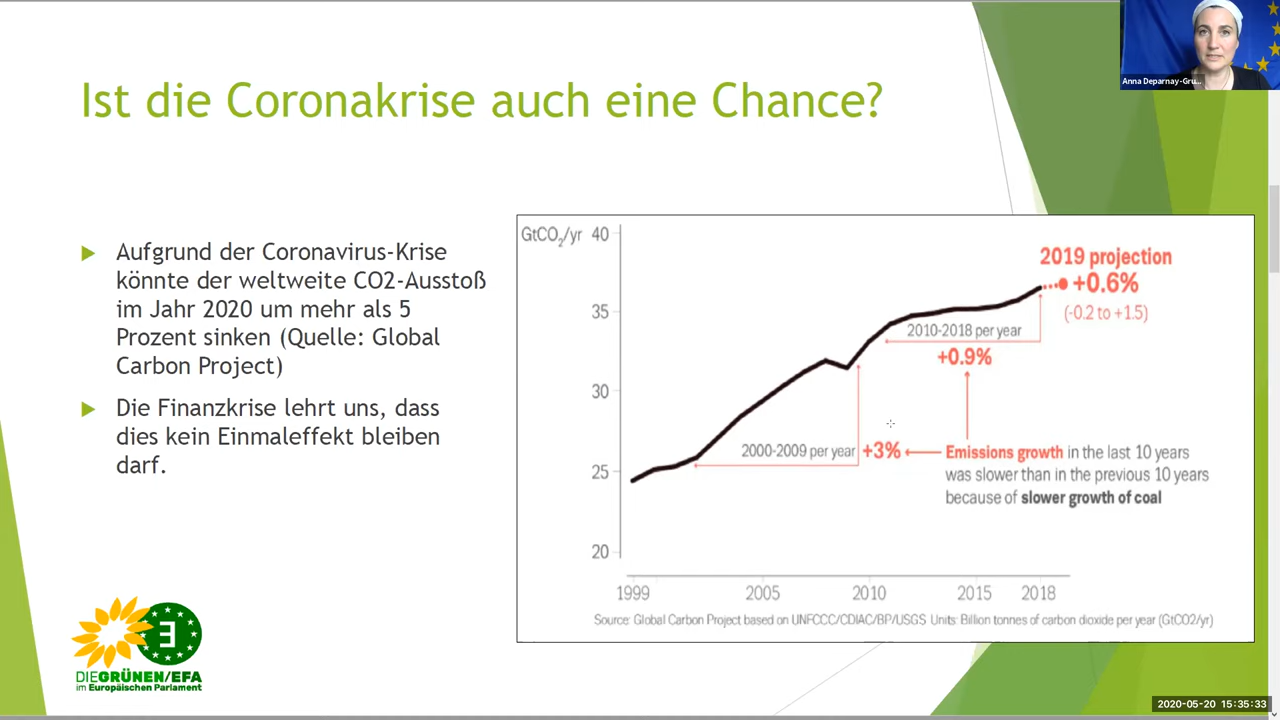 Anna Deparnay-Gru...
Ist die Coronakrise auch eine Chance?
Aufgrund der Coronavirus-Krise
könnte der weltweite CO2-Ausstoß
im Jahr 2020 um mehr als 5
Prozent sinken (Quelle: Global
Carbon Project)
Die Finanzkrise lehrt uns, dass
dies kein Einmaleffekt bleiben
darf.
GtCO₂/yr 40
35
30
25
20
1999 2005 2010 2015 2018
2019 projection
+0.6%
(-0.2 to +1.5)
2010-2018 per year
+0.9%
2000-2009 per year +3%
Emissions growth in the last 10 years
was slower than in the previous 10 years
because of slower growth of coal
Source: Global Carbon Project based on UNFCCC/CDIAC/BP/USGS Units: Billion tonnes of carbon dioxide per year (GtCO2/yr)
DIE GRÜNEN/EFA
im Europäischen Parlament
2020-05-20 15:35:33